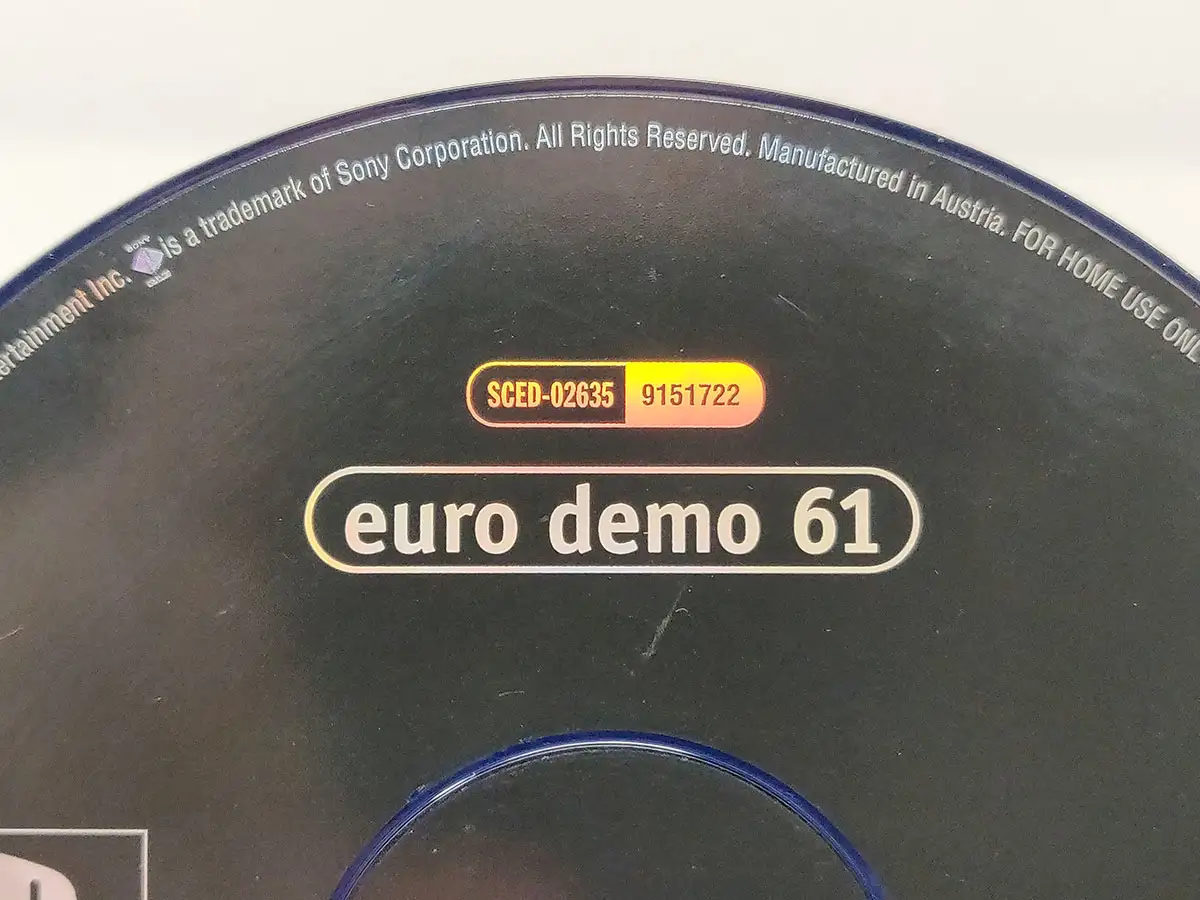 ertainment Inc. SONY is a trademark of Sony Corporation. All Rights Reserved. Manufactured in Austria. FOR HOME USE ONL
SCED-02635 9151722
euro demo 61